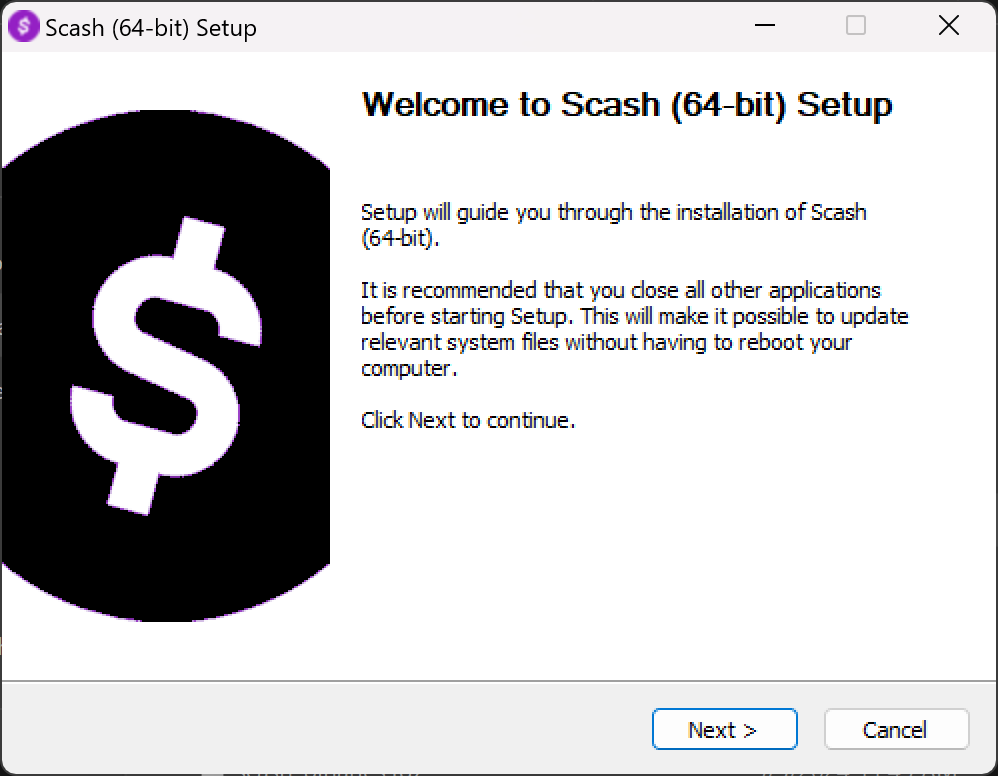 Scash (64-bit) Setup
Welcome to Scash (64-bit) Setup
Setup will guide you through the installation of Scash
(64-bit).
It is recommended that you close all other applications
before starting Setup. This will make it possible to update
relevant system files without having to reboot your
computer.
Click Next to continue.
Next >
Cancel